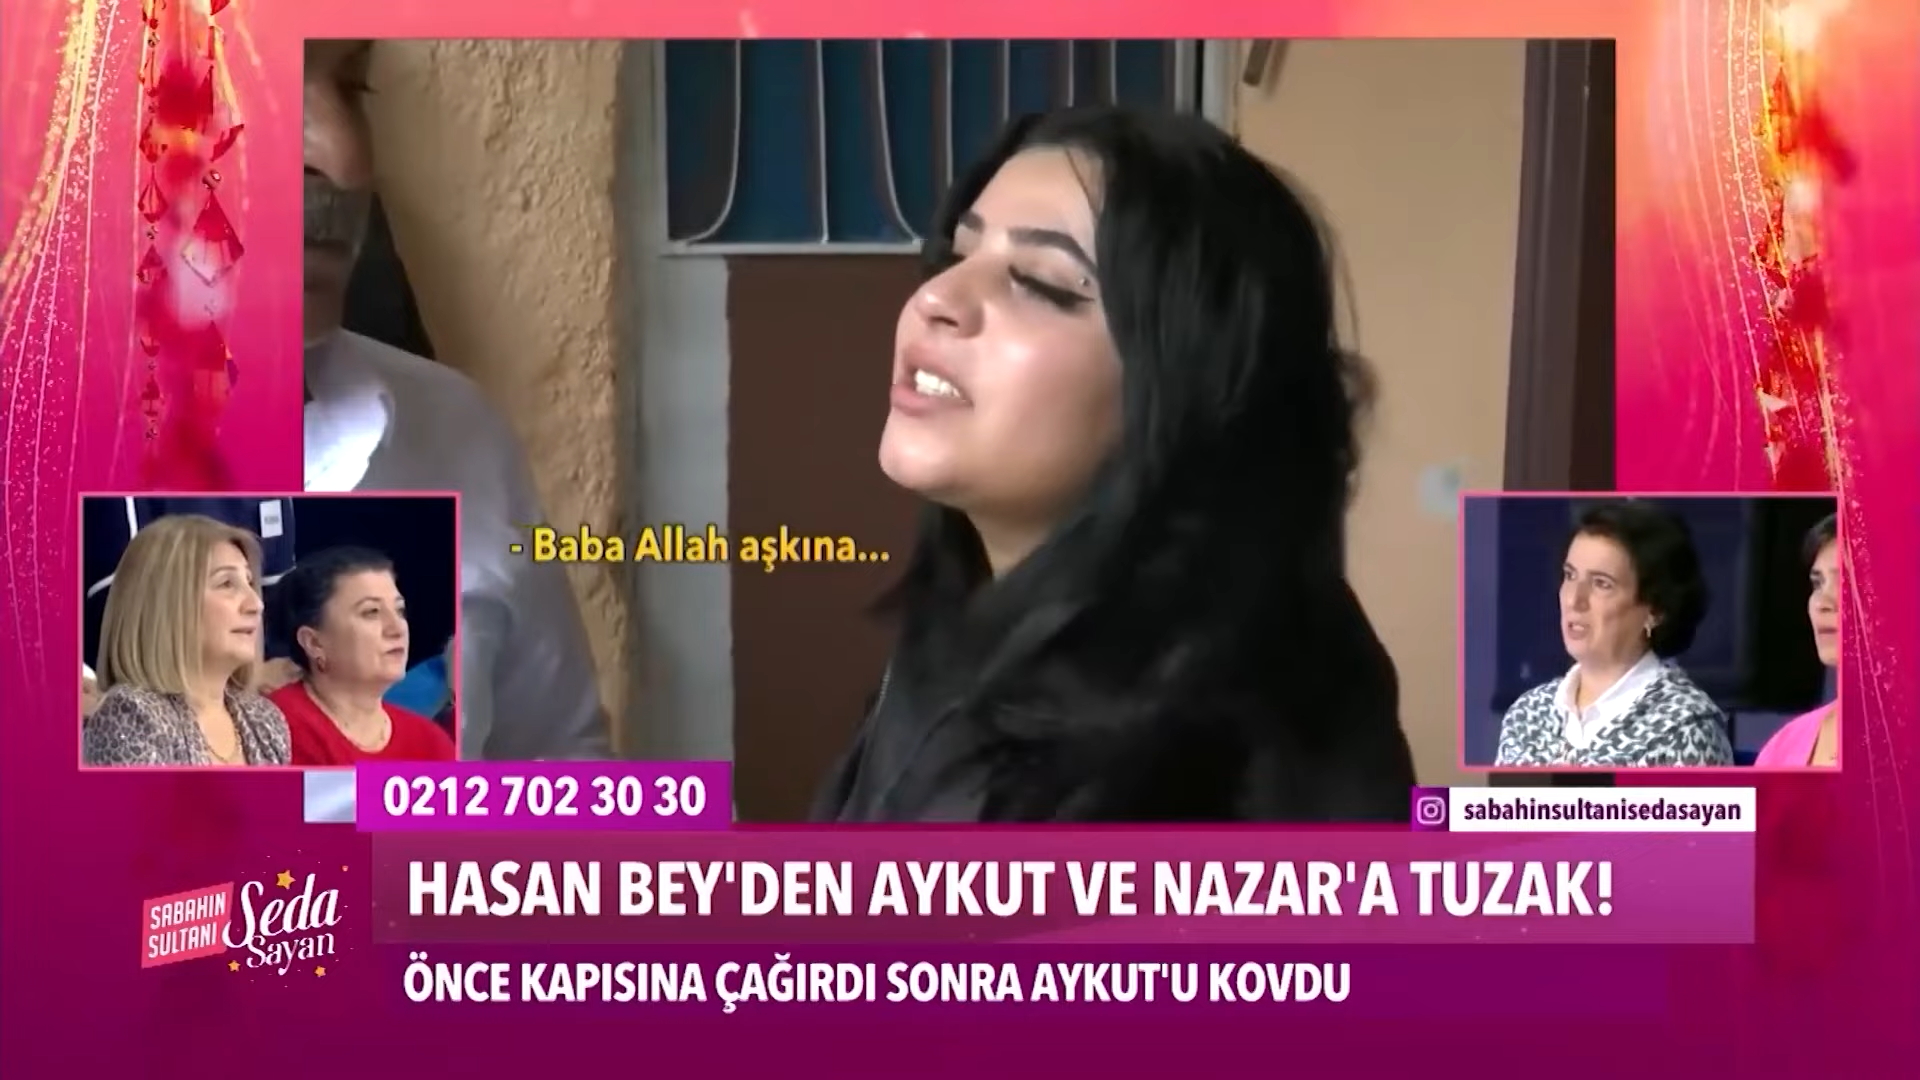 - Baba Allah aşkına...
0212 702 30 30
sabahinsultanisedasayan
HASAN BEY'DEN AYKUT VE NAZAR'A TUZAK!
SABAHIN
SULTANI
Seda
Sayan
ÖNCE KAPISINA ÇAĞIRDI SONRA AYKUT'U KOVDU